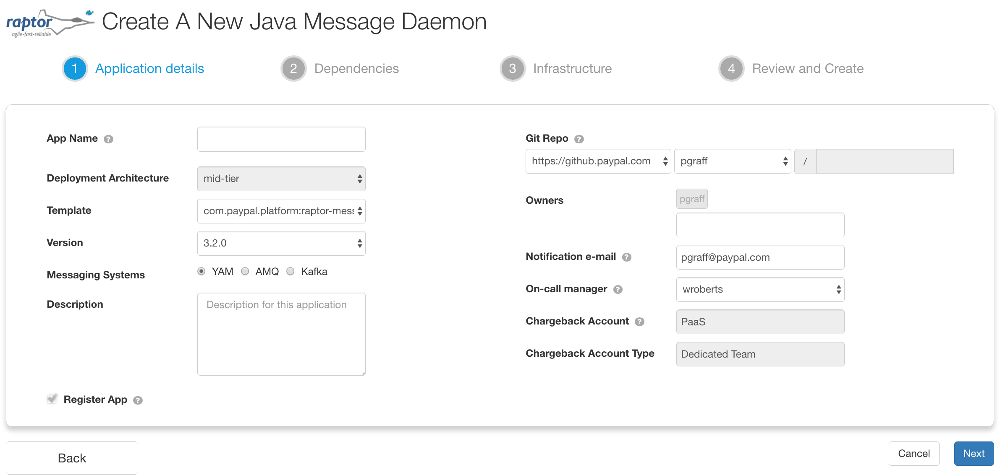 raptor
agile-fast-reliable
Create A New Java Message Daemon
1 Application details
2 Dependencies
3 Infrastructure
4 Review and Create
App Name ?
Deployment Architecture
mid-tier
Template
com.paypal.platform:raptor-mess
Version
3.2.0
Messaging Systems
YAM AMQ Kafka
Description
Description for this application
Register App ?
Git Repo ?
https://github.paypal.com pgraff /
Owners
pgraff
Notification e-mail ?
pgraff@paypal.com
On-call manager ?
wroberts
Chargeback Account ?
PaaS
Chargeback Account Type
Dedicated Team
Back
Cancel
Next